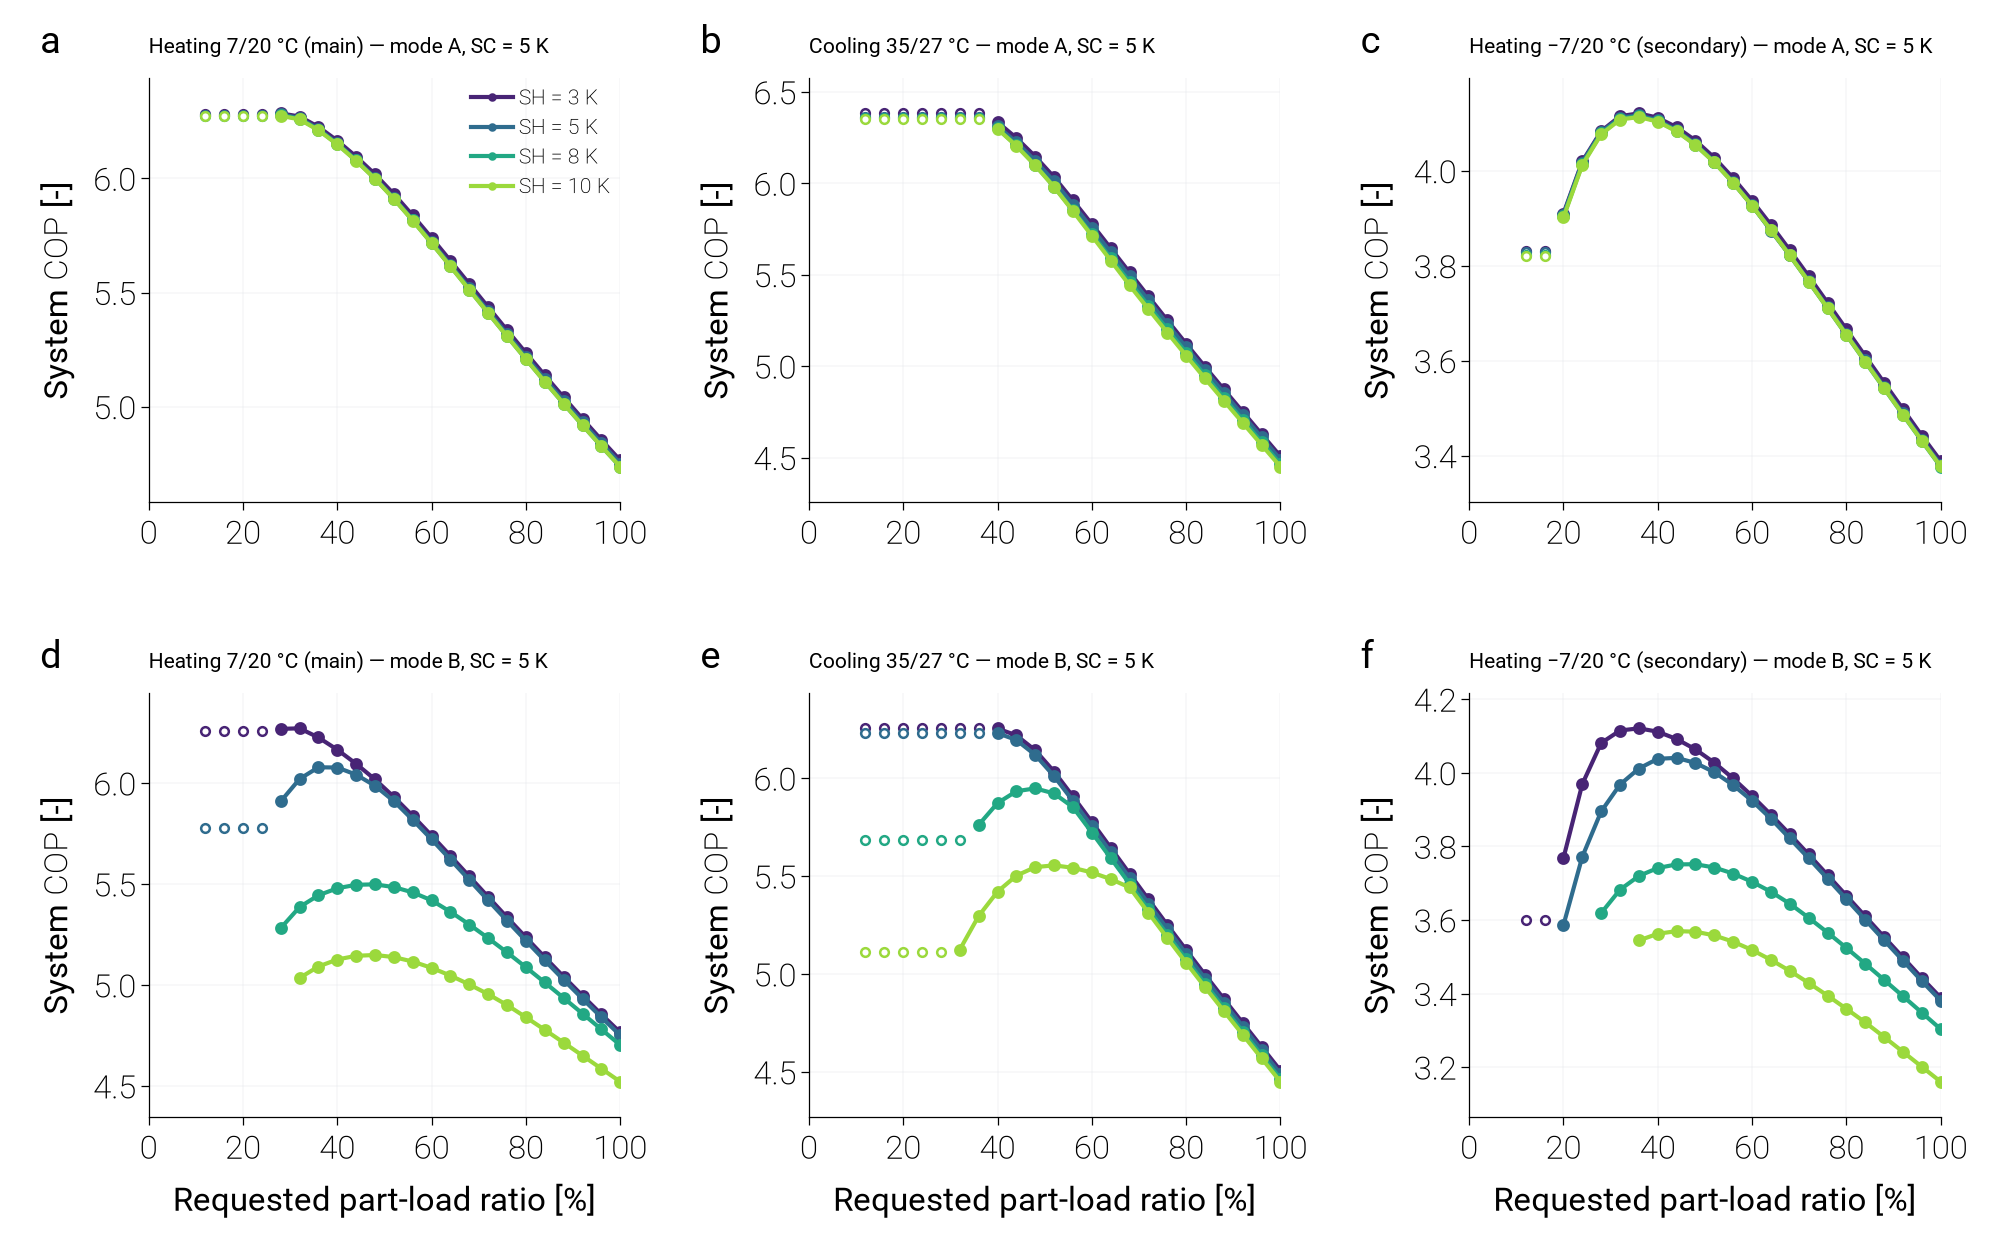 a
Heating 7/20 °C (main) — mode A, SC = 5 K
System COP [-]
6.0
5.5
5.0
0 20 40 60 80 100
SH = 3 K
SH = 5 K
SH = 8 K
SH = 10 K
b
Cooling 35/27 °C — mode A, SC = 5 K
System COP [-]
6.5
6.0
5.5
5.0
4.5
0 20 40 60 80 100
c
Heating −7/20 °C (secondary) — mode A, SC = 5 K
System COP [-]
4.0
3.8
3.6
3.4
0 20 40 60 80 100
d
Heating 7/20 °C (main) — mode B, SC = 5 K
System COP [-]
6.0
5.5
5.0
4.5
0 20 40 60 80 100
Requested part-load ratio [%]
e
Cooling 35/27 °C — mode B, SC = 5 K
System COP [-]
6.0
5.5
5.0
4.5
0 20 40 60 80 100
Requested part-load ratio [%]
f
Heating −7/20 °C (secondary) — mode B, SC = 5 K
System COP [-]
4.2
4.0
3.8
3.6
3.4
3.2
0 20 40 60 80 100
Requested part-load ratio [%]